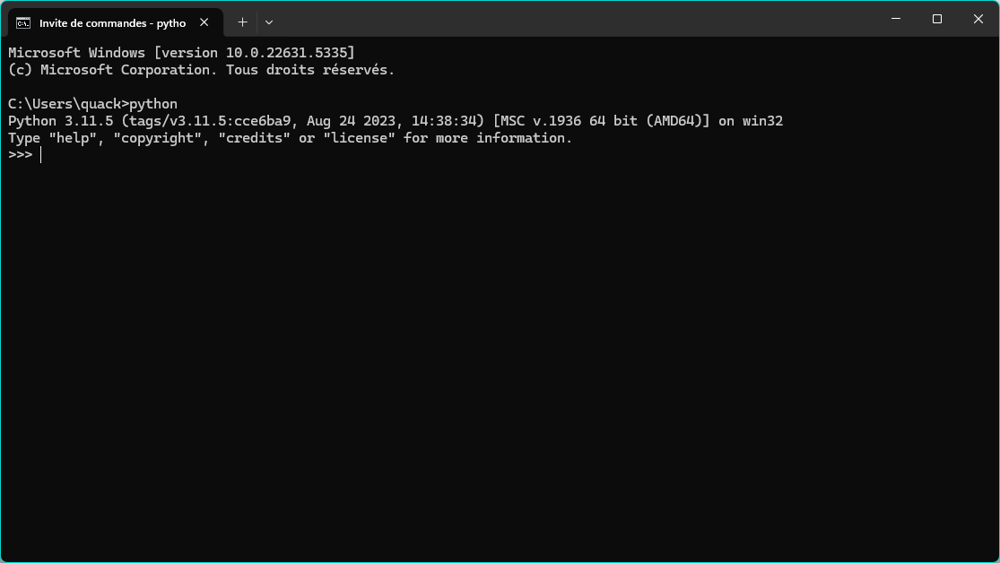 Invite de commandes - pytho
Microsoft Windows [version 10.0.22631.5335]
(c) Microsoft Corporation. Tous droits réservés.
C:\Users\quack>python
Python 3.11.5 (tags/v3.11.5:cce6ba9, Aug 24 2023, 14:38:34) [MSC v.1936 64 bit (AMD64)] on win32
Type "help", "copyright", "credits" or "license" for more information.
>>>